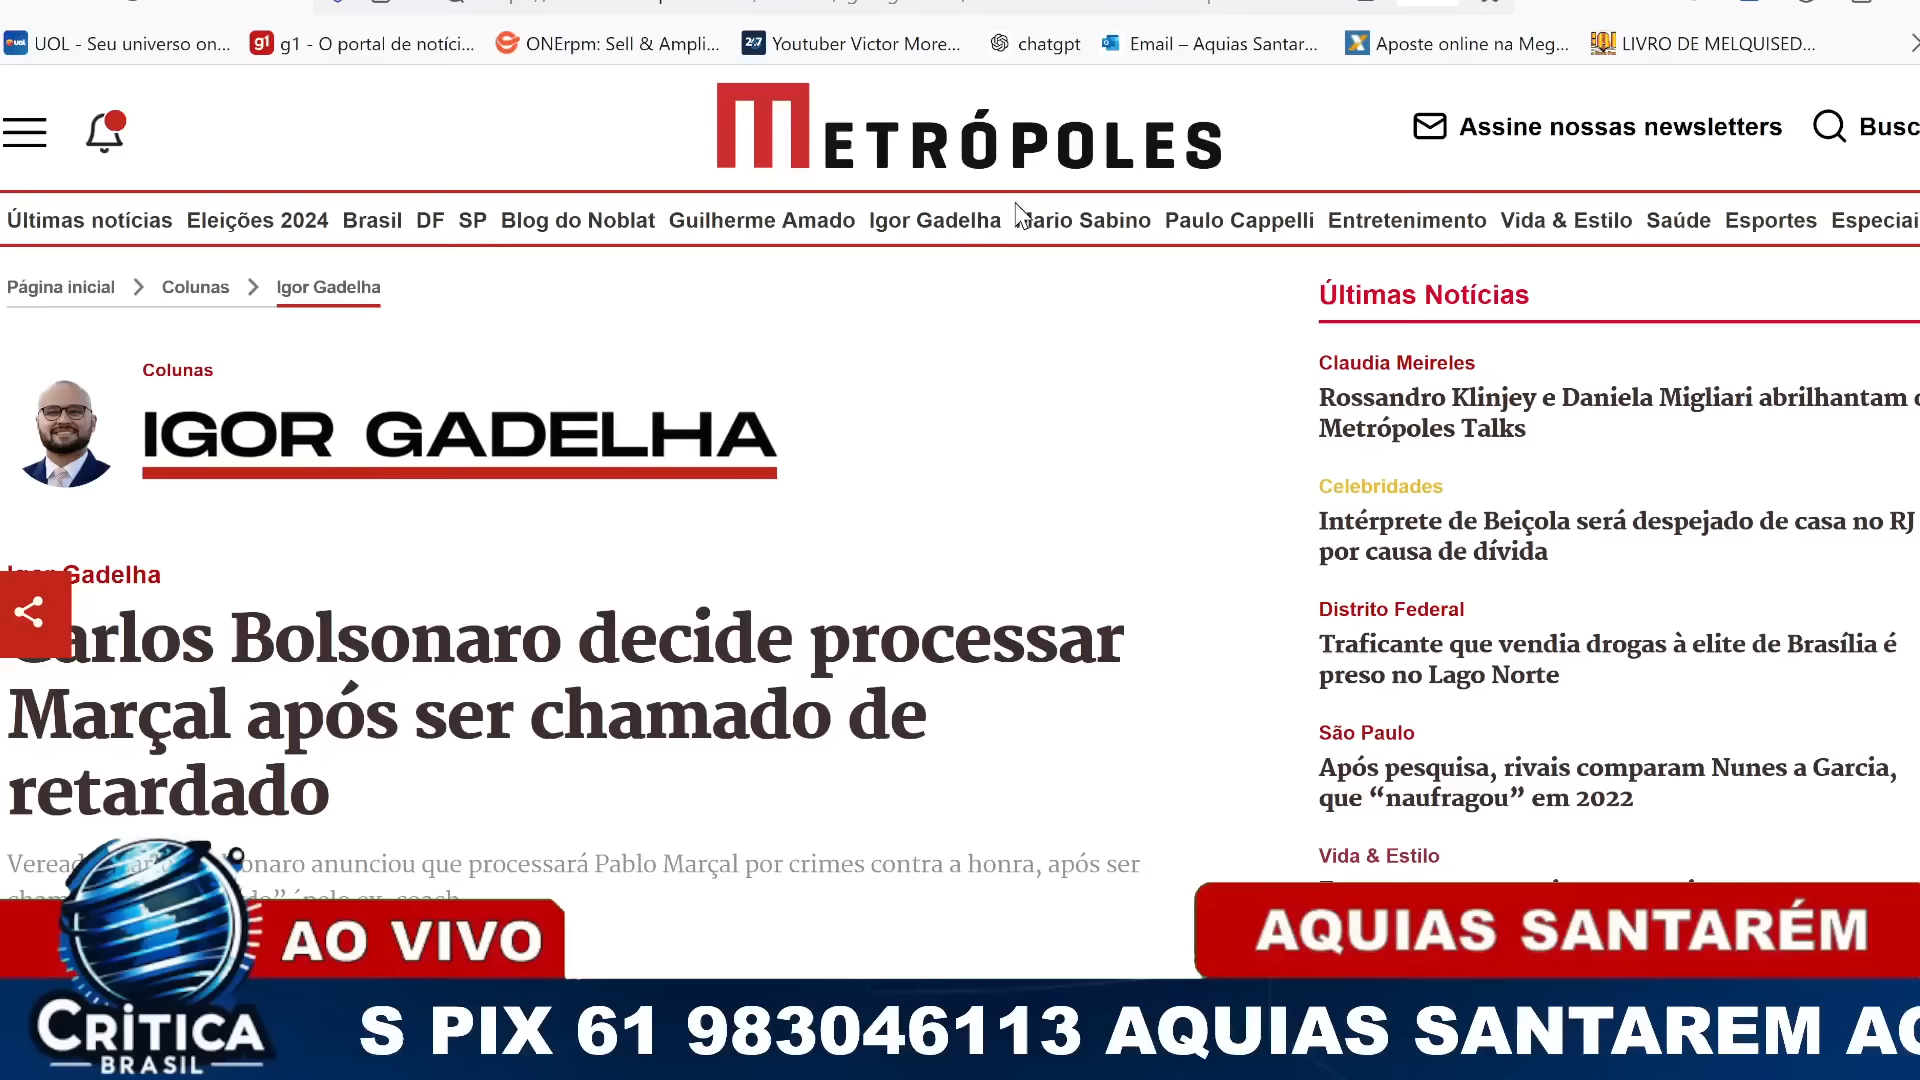 UOL - Seu universo on...
g1 - O portal de notíci...
ONErpm: Sell & Ampli...
Youtuber Victor More...
chatgpt
Email – Aquias Santar...
Aposte online na Meg...
LIVRO DE MELQUISED...
METRÓPOLES
Assine nossas newsletters
Busc
Últimas notícias Eleições 2024 Brasil DF SP Blog do Noblat Guilherme Amado Igor Gadelha Mario Sabino Paulo Cappelli Entretenimento Vida & Estilo Saúde Esportes Especiai
Página inicial > Colunas > Igor Gadelha
Colunas
IGOR GADELHA
Igor Gadelha
Carlos Bolsonaro decide processar
Marçal após ser chamado de
retardado
anunciou que processará Pablo Marçal por crimes contra a honra, após ser
Últimas Notícias
Claudia Meireles
Rossandro Klinjey e Daniela Migliari abrilhantam o
Metrópoles Talks
Celebridades
Intérprete de Beiçola será despejado de casa no RJ
por causa de dívida
Distrito Federal
Traficante que vendia drogas à elite de Brasília é
preso no Lago Norte
São Paulo
Após pesquisa, rivais comparam Nunes a Garcia,
que “naufragou” em 2022
Vida & Estilo
AO VIVO
AQUIAS SANTARÉM
CRÍTICA
BRASIL
S PIX 61 983046113 AQUIAS SANTAREM AC